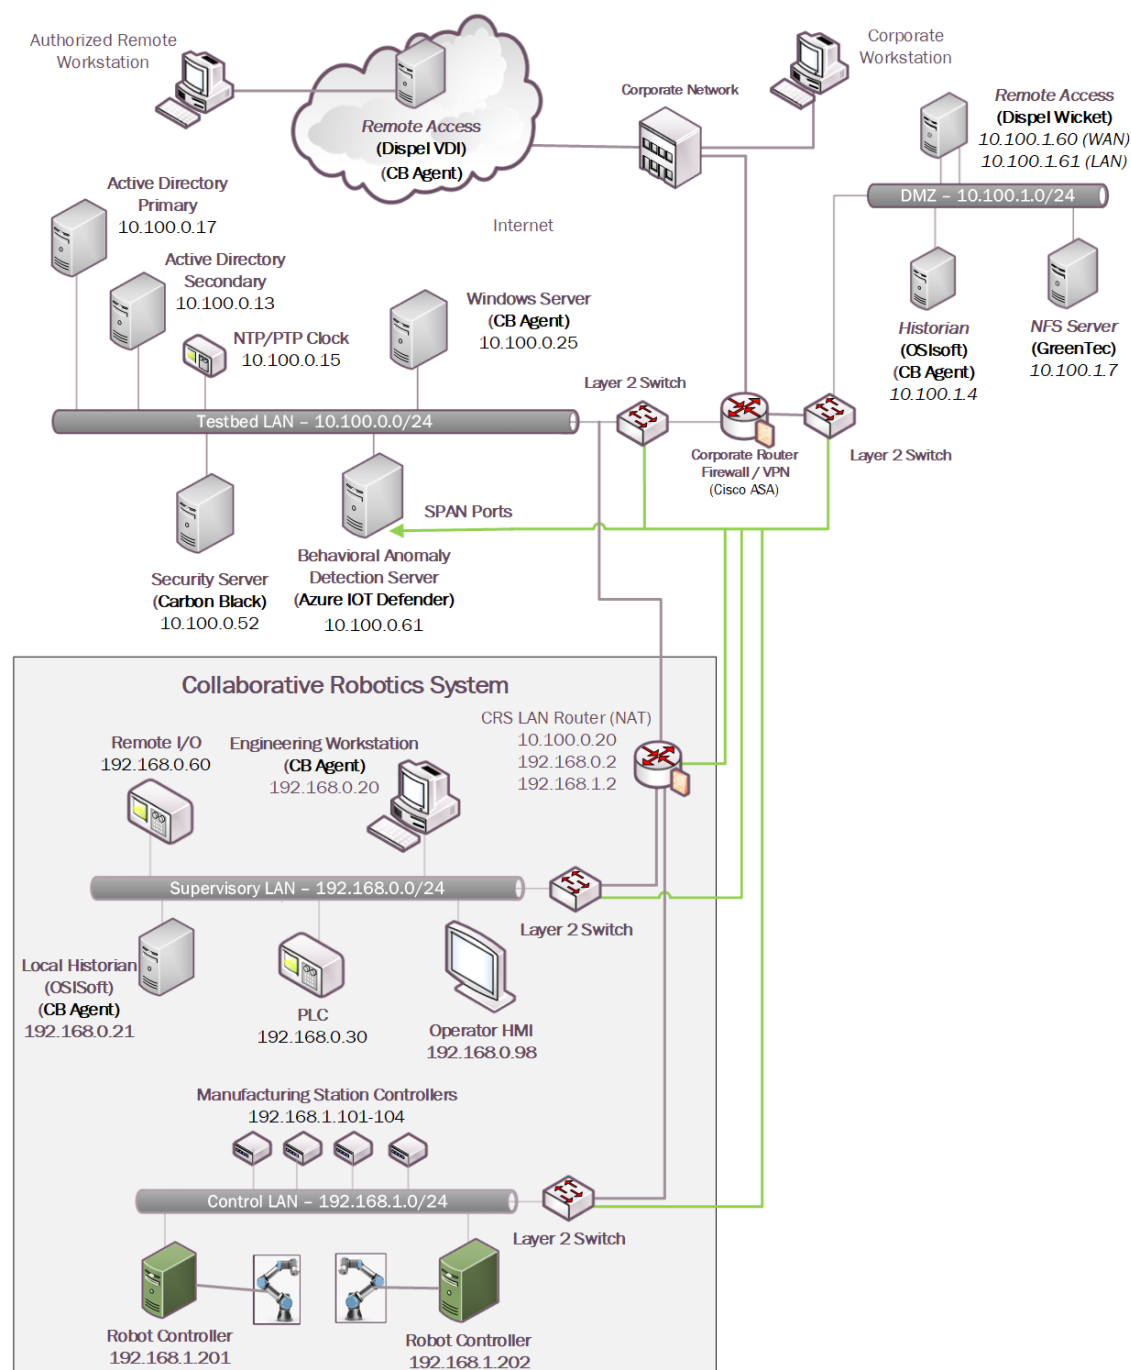 Authorized Remote
Workstation
Remote Access
(Dispel VDI)
(CB Agent)
Corporate Network
Corporate
Workstation
Remote Access
(Dispel Wicket)
10.100.1.60 (WAN)
10.100.1.61 (LAN)
DMZ – 10.100.1.0/24
Active Directory
Primary
10.100.0.17
Internet
Active Directory
Secondary
10.100.0.13
NTP/PTP Clock
10.100.0.15
Windows Server
(CB Agent)
10.100.0.25
Historian
(OSIsoft)
(CB Agent)
10.100.1.4
NFS Server
(GreenTec)
10.100.1.7
Layer 2 Switch
Testbed LAN – 10.100.0.0/24
Corporate Router
Firewall / VPN
(Cisco ASA)
Layer 2 Switch
SPAN Ports
Security Server
(Carbon Black)
10.100.0.52
Behavioral Anomaly
Detection Server
(Azure IOT Defender)
10.100.0.61
Collaborative Robotics System
CRS LAN Router (NAT)
10.100.0.20
192.168.0.2
192.168.1.2
Remote I/O
192.168.0.60
Engineering Workstation
(CB Agent)
192.168.0.20
Supervisory LAN – 192.168.0.0/24
Layer 2 Switch
Local Historian
(OSISoft)
(CB Agent)
192.168.0.21
PLC
192.168.0.30
Operator HMI
192.168.0.98
Manufacturing Station Controllers
192.168.1.101-104
Control LAN – 192.168.1.0/24
Layer 2 Switch
Robot Controller
192.168.1.201
Robot Controller
192.168.1.202